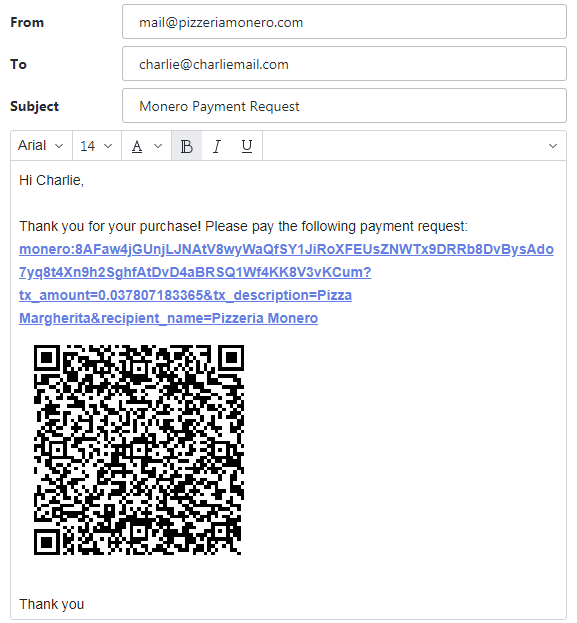 From mail@pizzeriamonero.com
To charlie@charliemail.com
Subject Monero Payment Request
Arial 14 A B I U
Hi Charlie,
Thank you for your purchase! Please pay the following payment request:
monero:8AFaw4jGUnjLJNAtV8wyWaQfSY1JiRoXFEUsZNWTx9DRRb8DvBysAdo
7yq8t4Xn9h2SghfAtDvD4aBRSQ1Wf4KK8V3vKCum?
tx_amount=0.037807183365&tx_description=Pizza
Margherita&recipient_name=Pizzeria Monero
Thank you